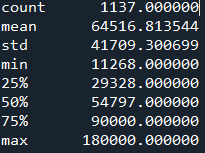 count 1137.000000
mean 64516.813544
std 41709.300699
min 11268.000000
25% 29328.000000
50% 54797.000000
75% 90000.000000
max 180000.000000